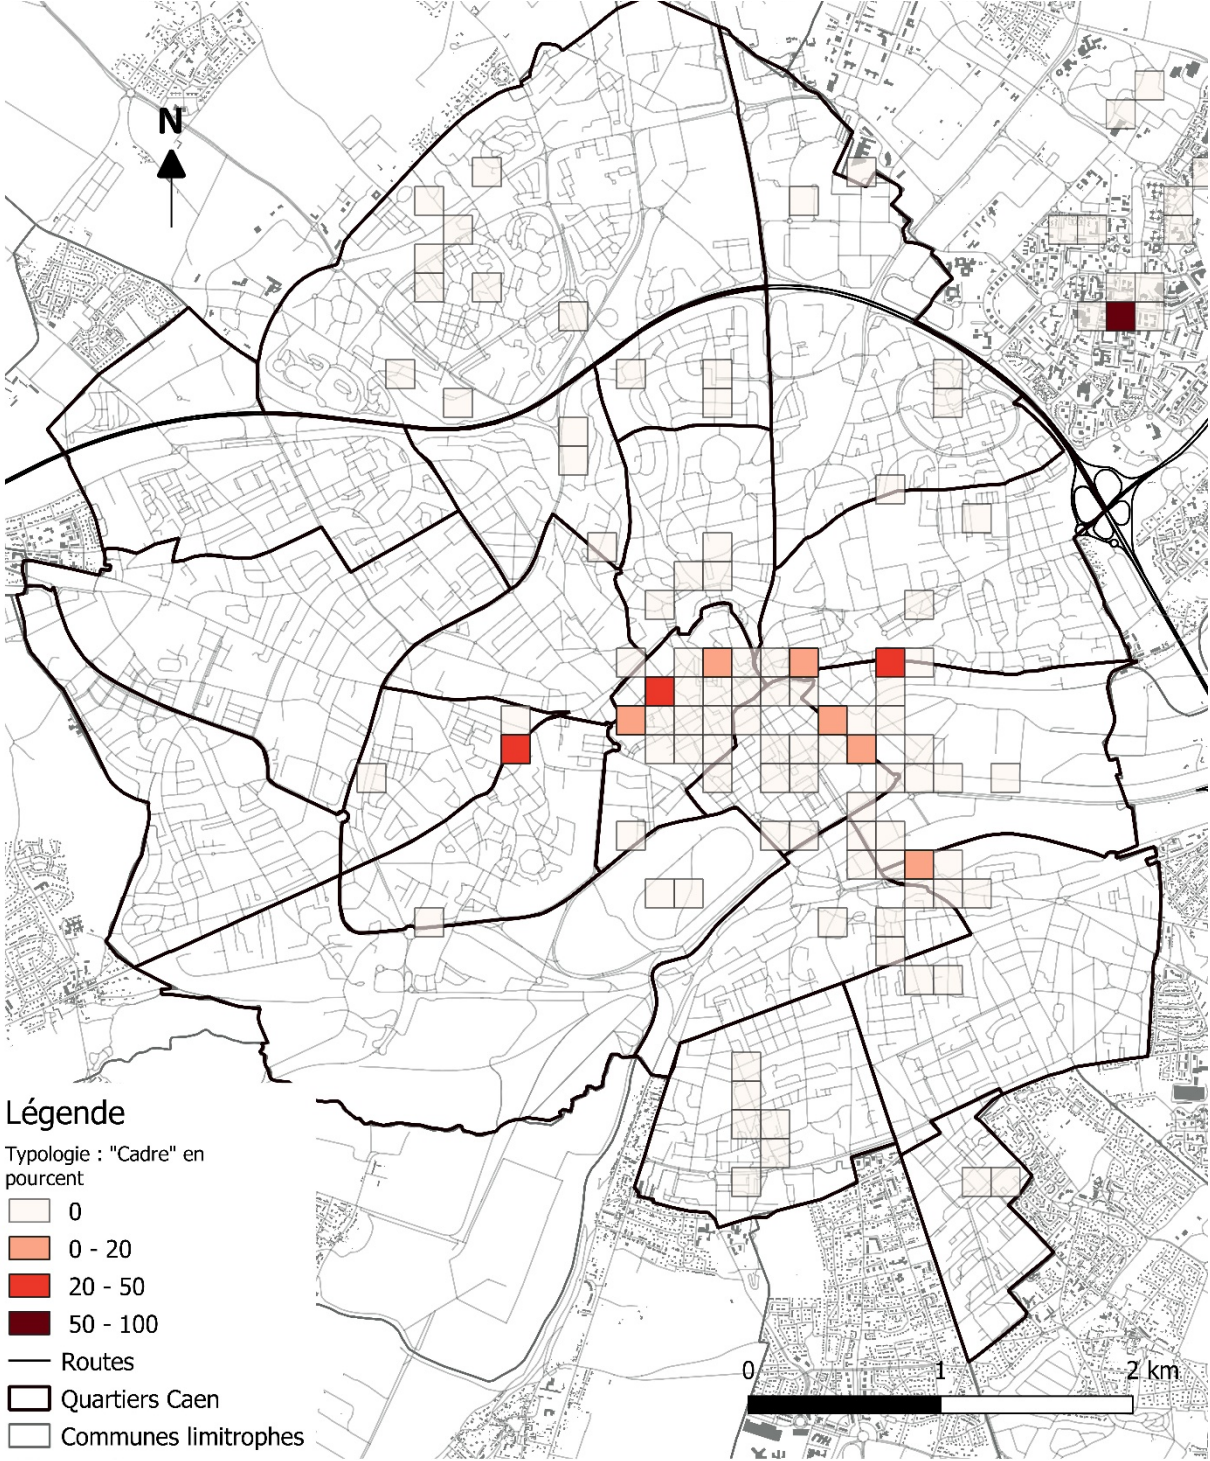 N
Légende
Typologie : "Cadre" en
pourcent
0
0 - 20
20 - 50
50 - 100
Routes
Quartiers Caen
Communes limitrophes
0 1 2 km